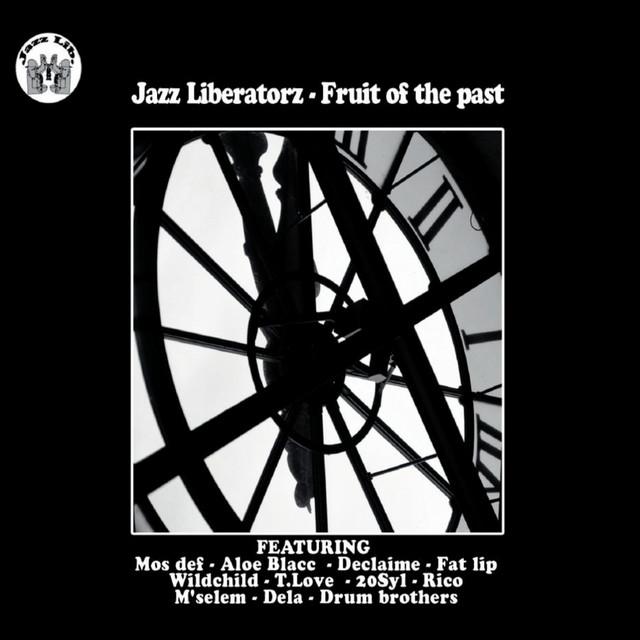 Jazz Lib.
Jazz Liberatorz - Fruit of the past
II
FEATURING
Mos def - Aloe Blacc - Declaime - Fat lip
Wildchild - T.Love - 20Syl - Rico
M'selem - Dela - Drum brothers